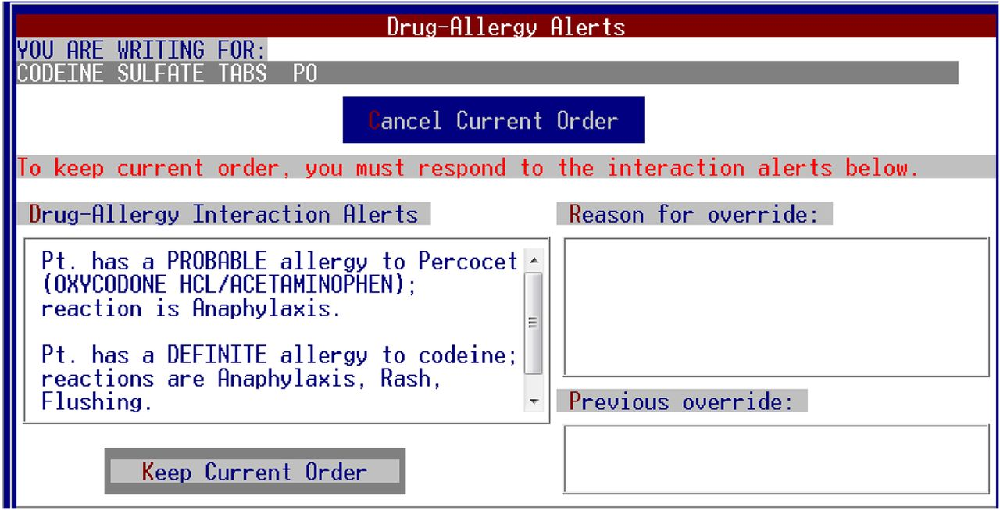 Drug-Allergy Alerts
YOU ARE WRITING FOR:
CODEINE SULFATE TABS PO
Cancel Current Order
To keep current order, you must respond to the interaction alerts below.
Drug-Allergy Interaction Alerts
Pt. has a PROBABLE allergy to Percocet
(OXYCODONE HCL/ACETAMINOPHEN);
reaction is Anaphylaxis.
Pt. has a DEFINITE allergy to codeine;
reactions are Anaphylaxis, Rash,
Flushing.
Keep Current Order
Reason for override:
Previous override: